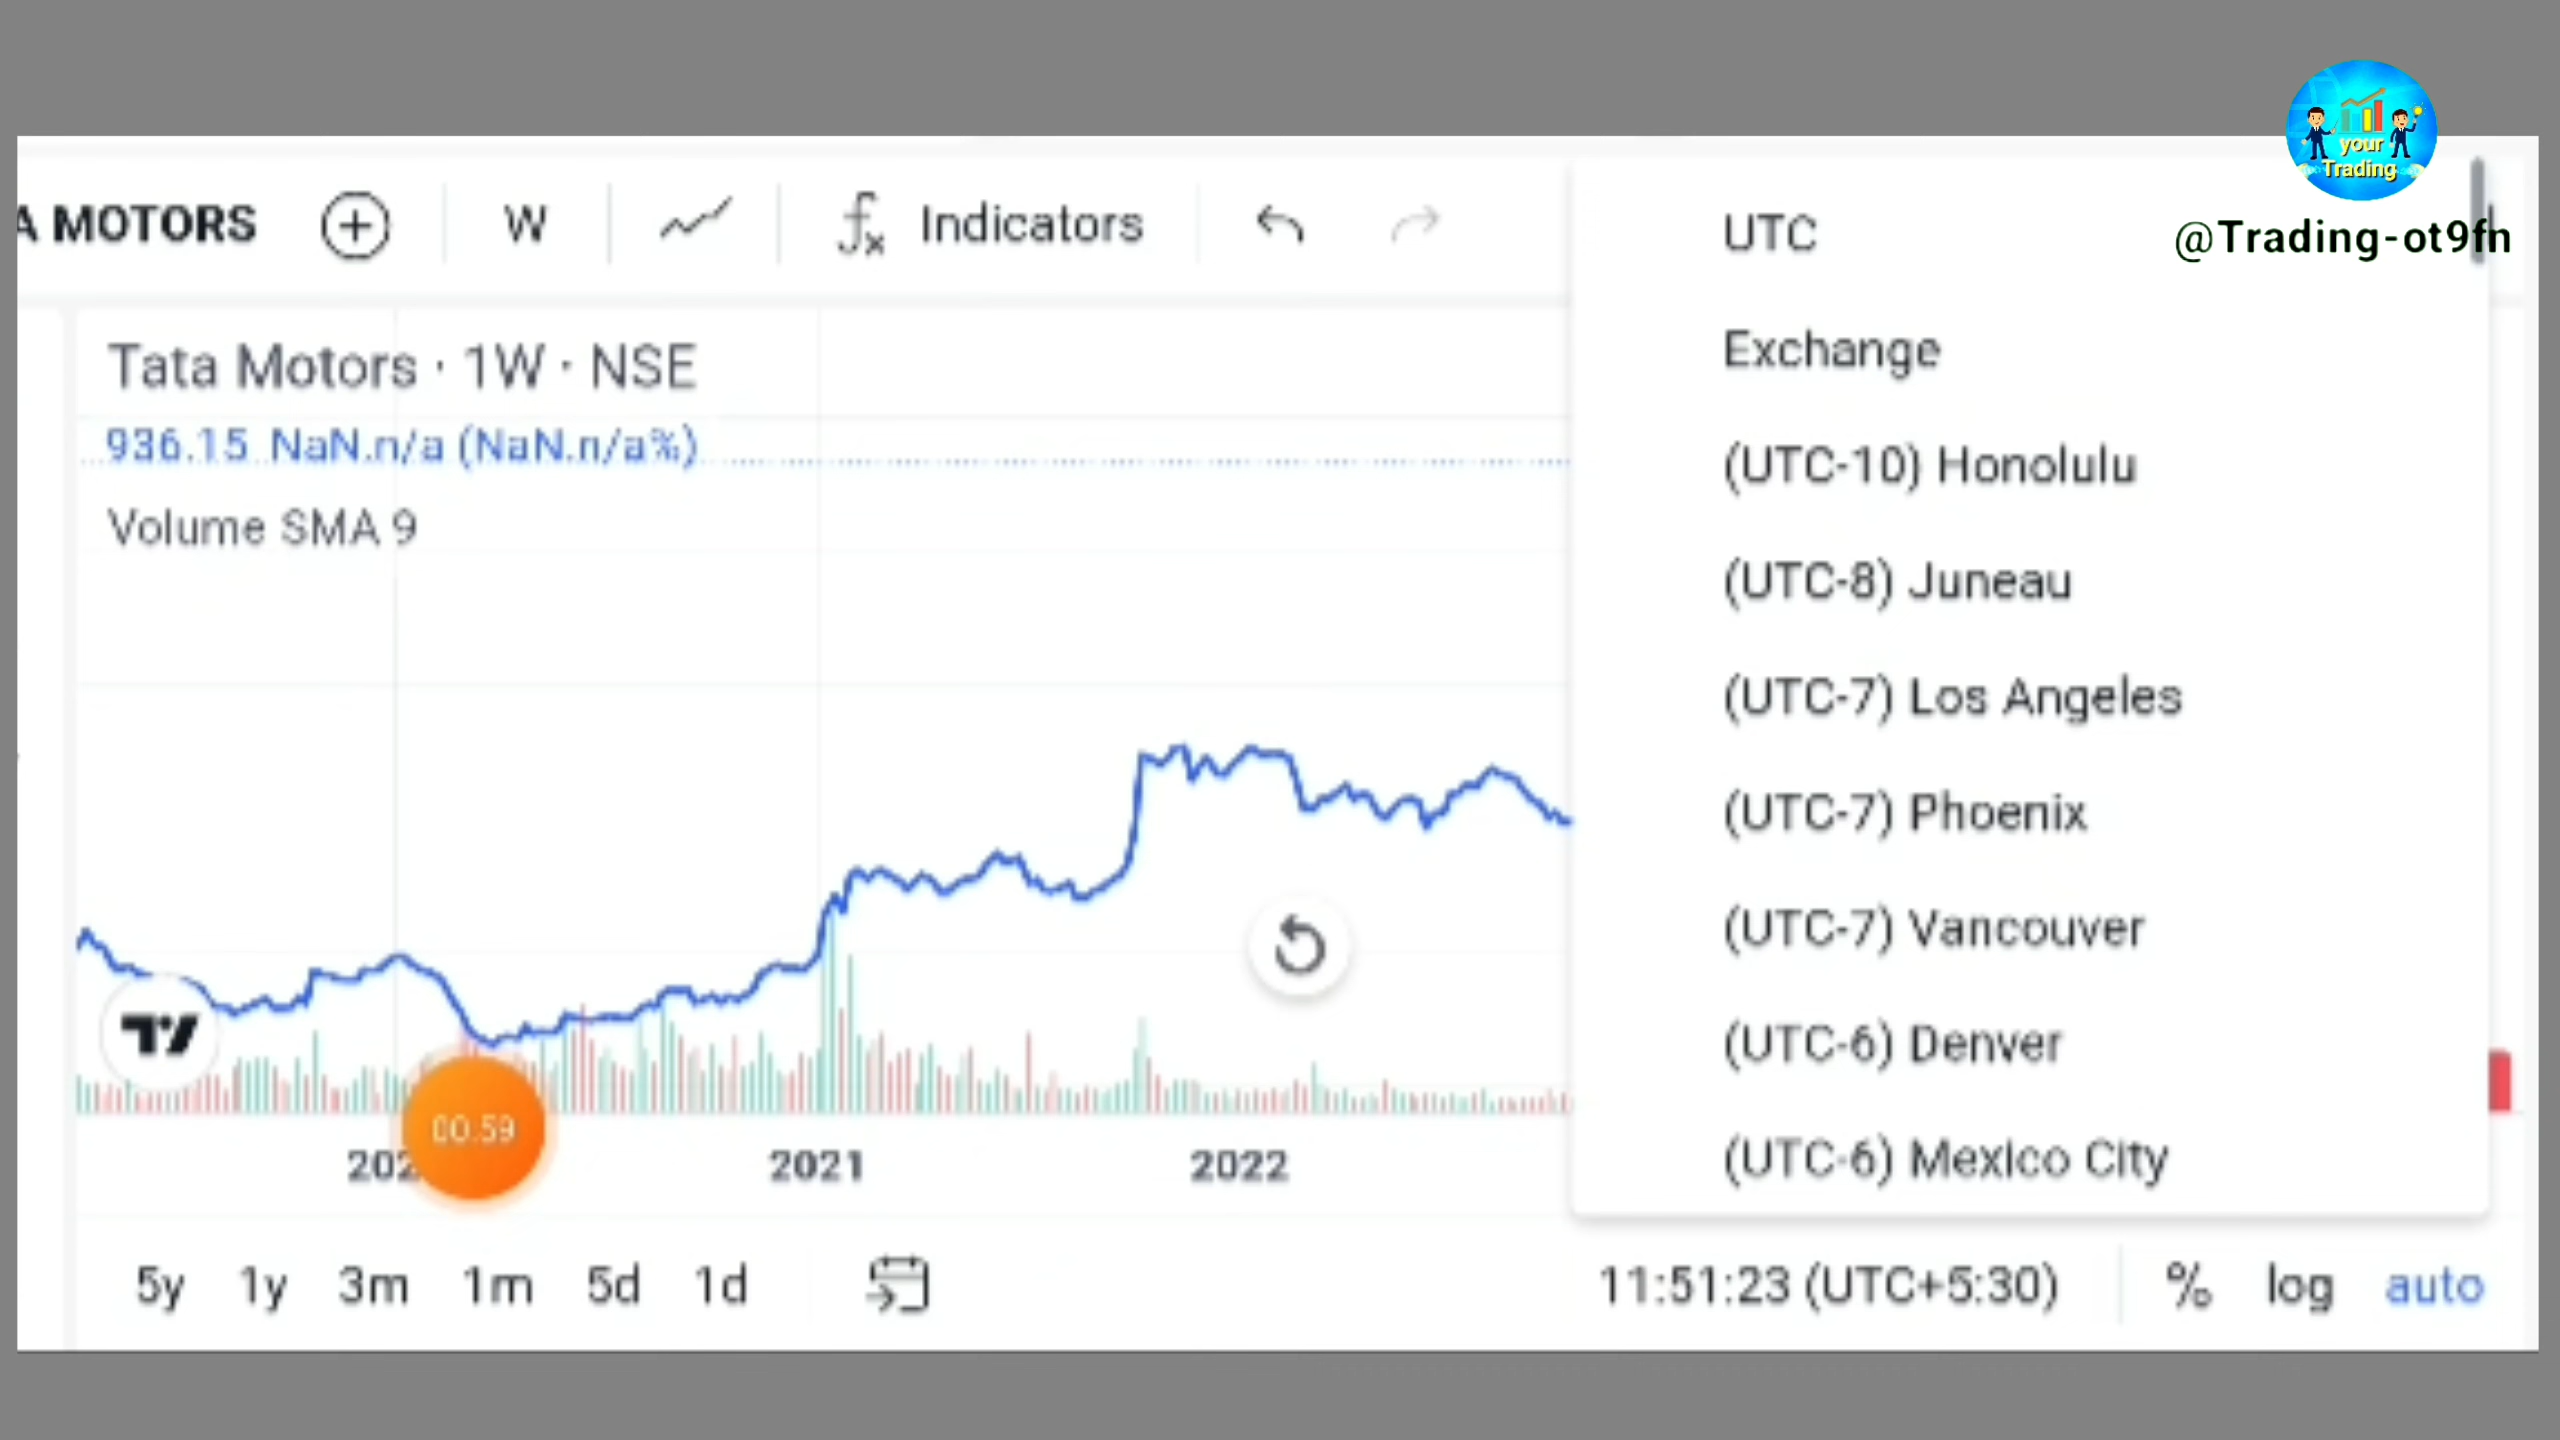 your
Trading
@Trading-ot9fn
A MOTORS
W
Indicators
Tata Motors · 1W · NSE
936.15 NaN.n/a (NaN.n/a%)
Volume SMA 9
UTC
Exchange
(UTC-10) Honolulu
(UTC-8) Juneau
(UTC-7) Los Angeles
(UTC-7) Phoenix
(UTC-7) Vancouver
(UTC-6) Denver
(UTC-6) Mexico City
00:59
202
2021
2022
5y 1y 3m 1m 5d 1d
11:51:23 (UTC+5:30)
% log auto